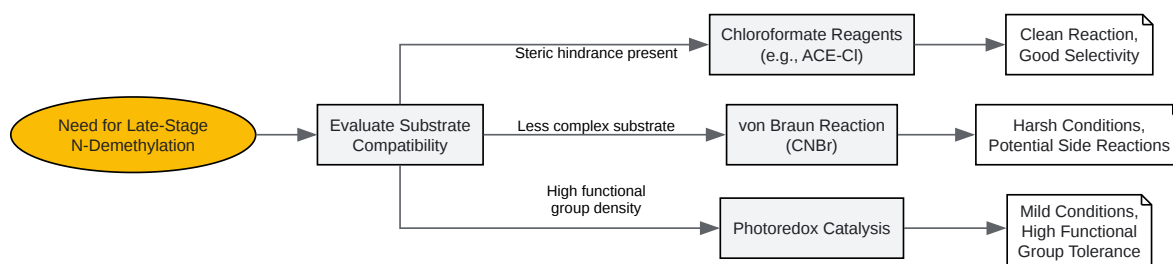 Need for Late-Stage
N-Demethylation
Evaluate Substrate
Compatibility
Steric hindrance present
Chloroformate Reagents
(e.g., ACE-Cl)
Clean Reaction,
Good Selectivity
Less complex substrate
von Braun Reaction
(CNBr)
Harsh Conditions,
Potential Side Reactions
High functional
group density
Photoredox Catalysis
Mild Conditions,
High Functional
Group Tolerance